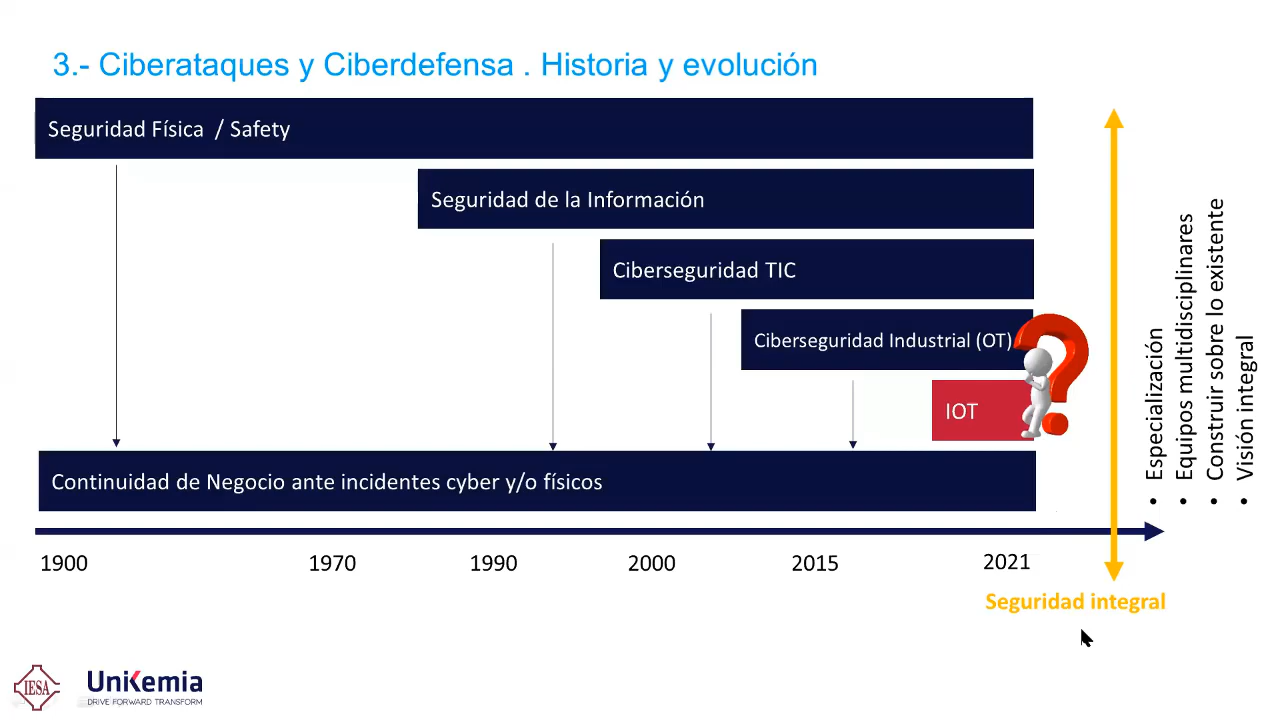 3.- Ciberataques y Ciberdefensa . Historia y evolución
Seguridad Física / Safety
Seguridad de la Información
Ciberseguridad TIC
Ciberseguridad Industrial (OT)
IOT
Continuidad de Negocio ante incidentes cyber y/o físicos
1900
1970
1990
2000
2015
2021
Seguridad integral
• Especialización
• Equipos multidisciplinares
• Construir sobre lo existente
• Visión integral
IESA
UniKemia
DRIVE FORWARD TRANSFORM